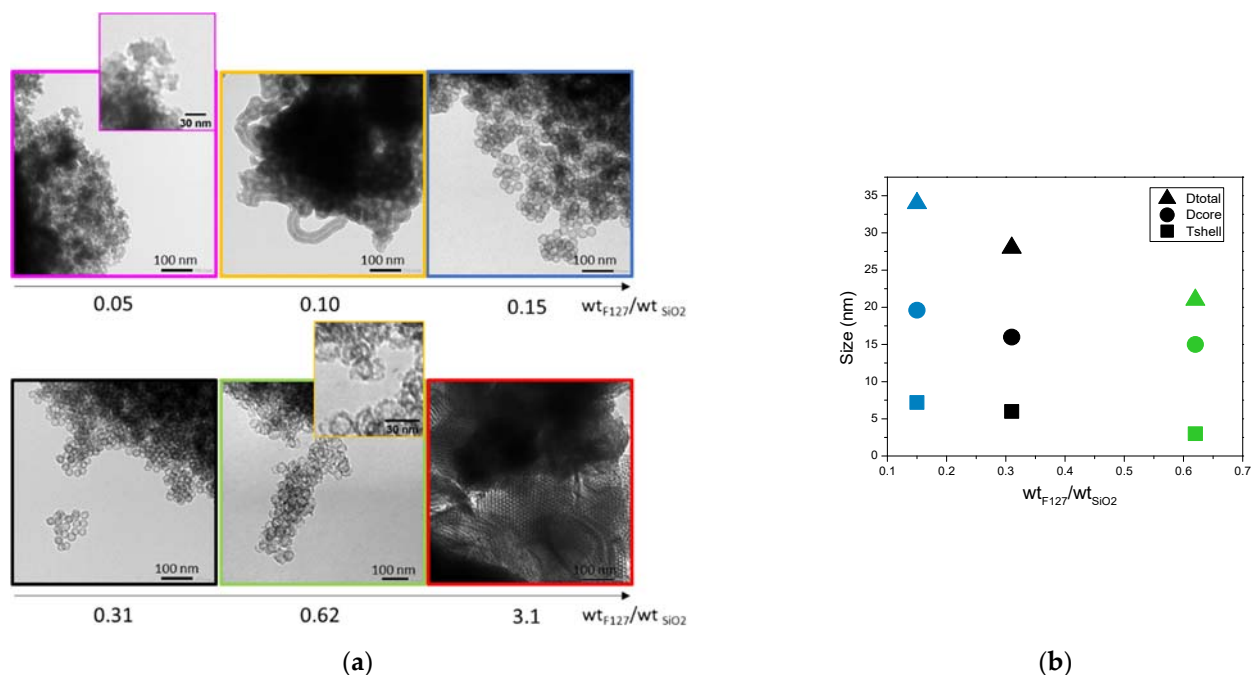 30 nm
100 nm
100 nm
100 nm
0.05
0.10
0.15
wtF127/wt SiO2
30 nm
100 nm
100 nm
100 nm
0.31
0.62
3.1
wtF127/wt SiO2
(a)
35
30
25
20
15
10
5
0
Size (nm)
Dtotal
Dcore
Tshell
0.1 0.2 0.3 0.4 0.5 0.6 0.7
wtF127/wtSiO2
(b)